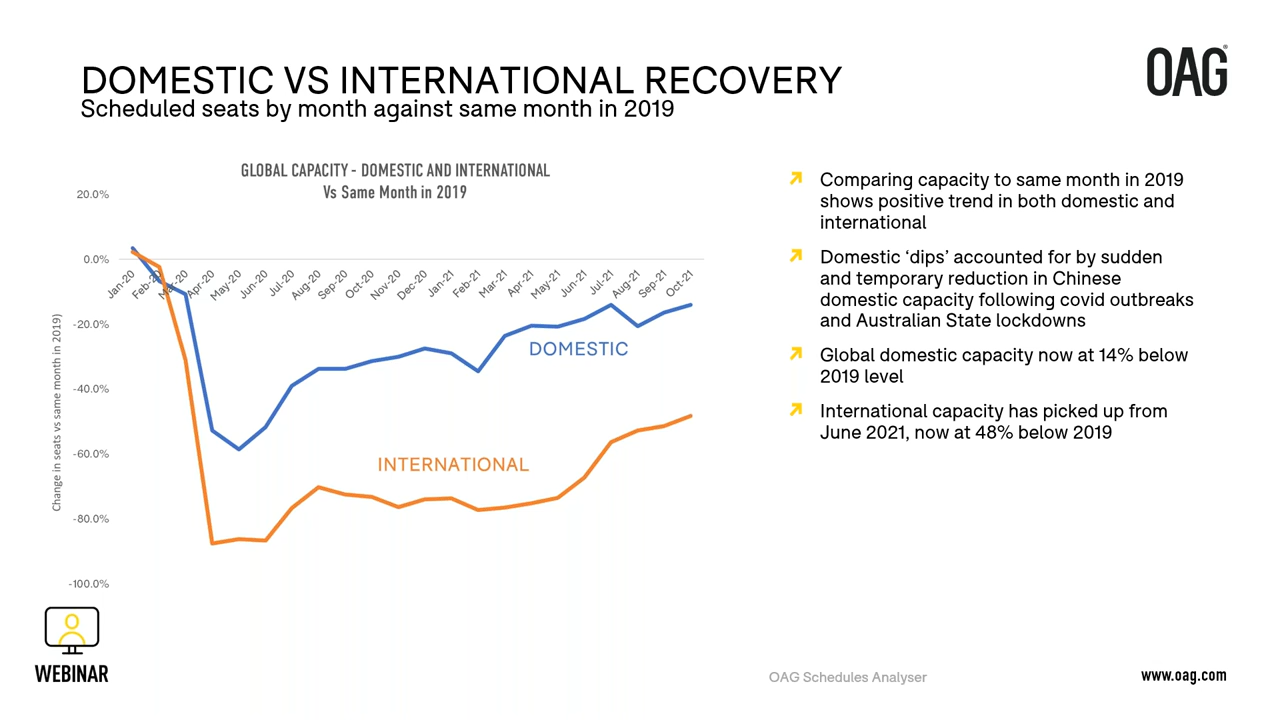 DOMESTIC VS INTERNATIONAL RECOVERY
Scheduled seats by month against same month in 2019
OAG
GLOBAL CAPACITY - DOMESTIC AND INTERNATIONAL
Vs Same Month in 2019
Change in seats vs same month in 2019)
20.0%
0.0%
-20.0%
-40.0%
-60.0%
-80.0%
-100.0%
Jan-20
Feb-20
Mar-20
Apr-20
May-20
Jun-20
Jul-20
Aug-20
Sep-20
Oct-20
Nov-20
Dec-20
Jan-21
Feb-21
Mar-21
Apr-21
May-21
Jun-21
Jul-21
Aug-21
Sep-21
Oct-21
DOMESTIC
INTERNATIONAL
Comparing capacity to same month in 2019
shows positive trend in both domestic and
international
Domestic ‘dips’ accounted for by sudden
and temporary reduction in Chinese
domestic capacity following covid outbreaks
and Australian State lockdowns
Global domestic capacity now at 14% below
2019 level
International capacity has picked up from
June 2021, now at 48% below 2019
WEBINAR
OAG Schedules Analyser
www.oag.com